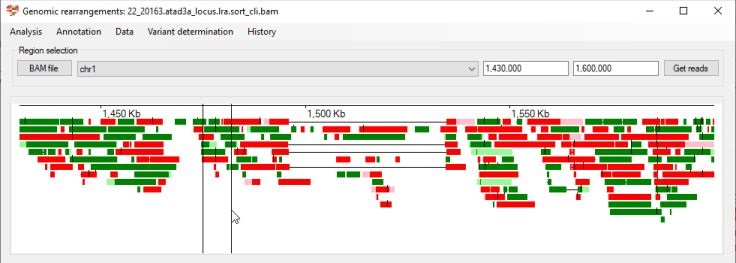 Genomic rearrangements: 22_20163.atad3a_locus.lra.sort_cli.bam
Analysis Annotation Data Variant determination History
Region selection
BAM file chr1 1,430,000 1,600,000 Get reads
1,450 Kb 1,500 Kb 1,550 Kb